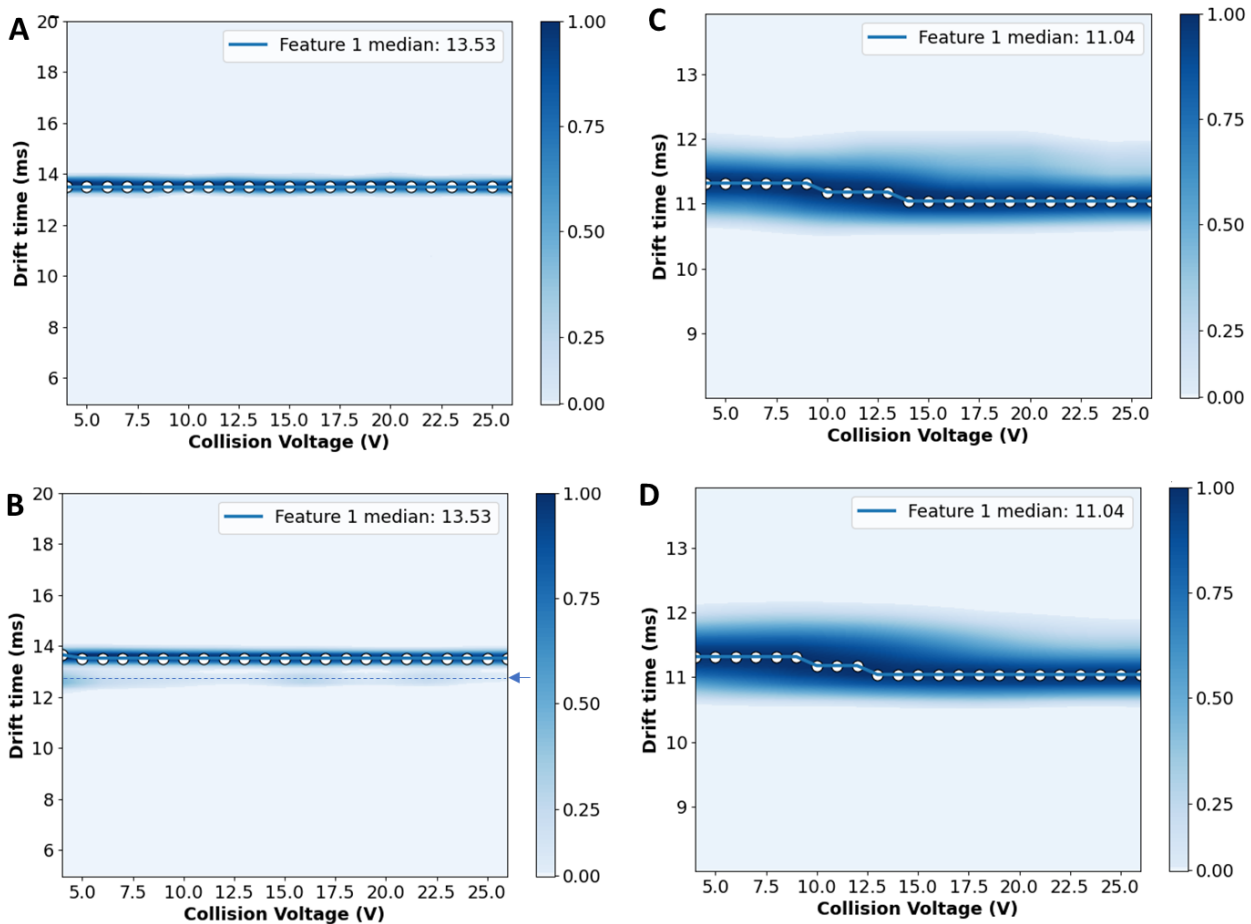 A
Feature 1 median: 13.53
20
18
16
14
12
10
8
6
Drift time (ms)
5.0 7.5 10.0 12.5 15.0 17.5 20.0 22.5 25.0
Collision Voltage (V)
1.00
0.75
0.50
0.25
0.00
C
Feature 1 median: 11.04
13
12
11
10
9
Drift time (ms)
5.0 7.5 10.0 12.5 15.0 17.5 20.0 22.5 25.0
Collision Voltage (V)
1.00
0.75
0.50
0.25
0.00
B
Feature 1 median: 13.53
20
18
16
14
12
10
8
6
Drift time (ms)
5.0 7.5 10.0 12.5 15.0 17.5 20.0 22.5 25.0
Collision Voltage (V)
1.00
0.75
0.50
0.25
0.00
D
Feature 1 median: 11.04
13
12
11
10
9
Drift time (ms)
5.0 7.5 10.0 12.5 15.0 17.5 20.0 22.5 25.0
Collision Voltage (V)
1.00
0.75
0.50
0.25
0.00